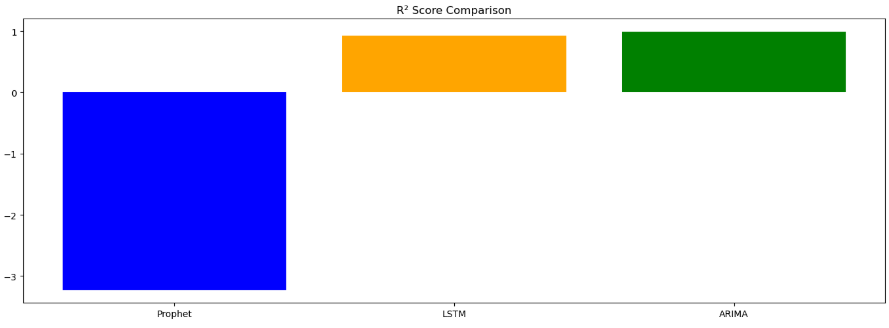 R² Score Comparison
1
0
−1
−2
−3
Prophet LSTM ARIMA